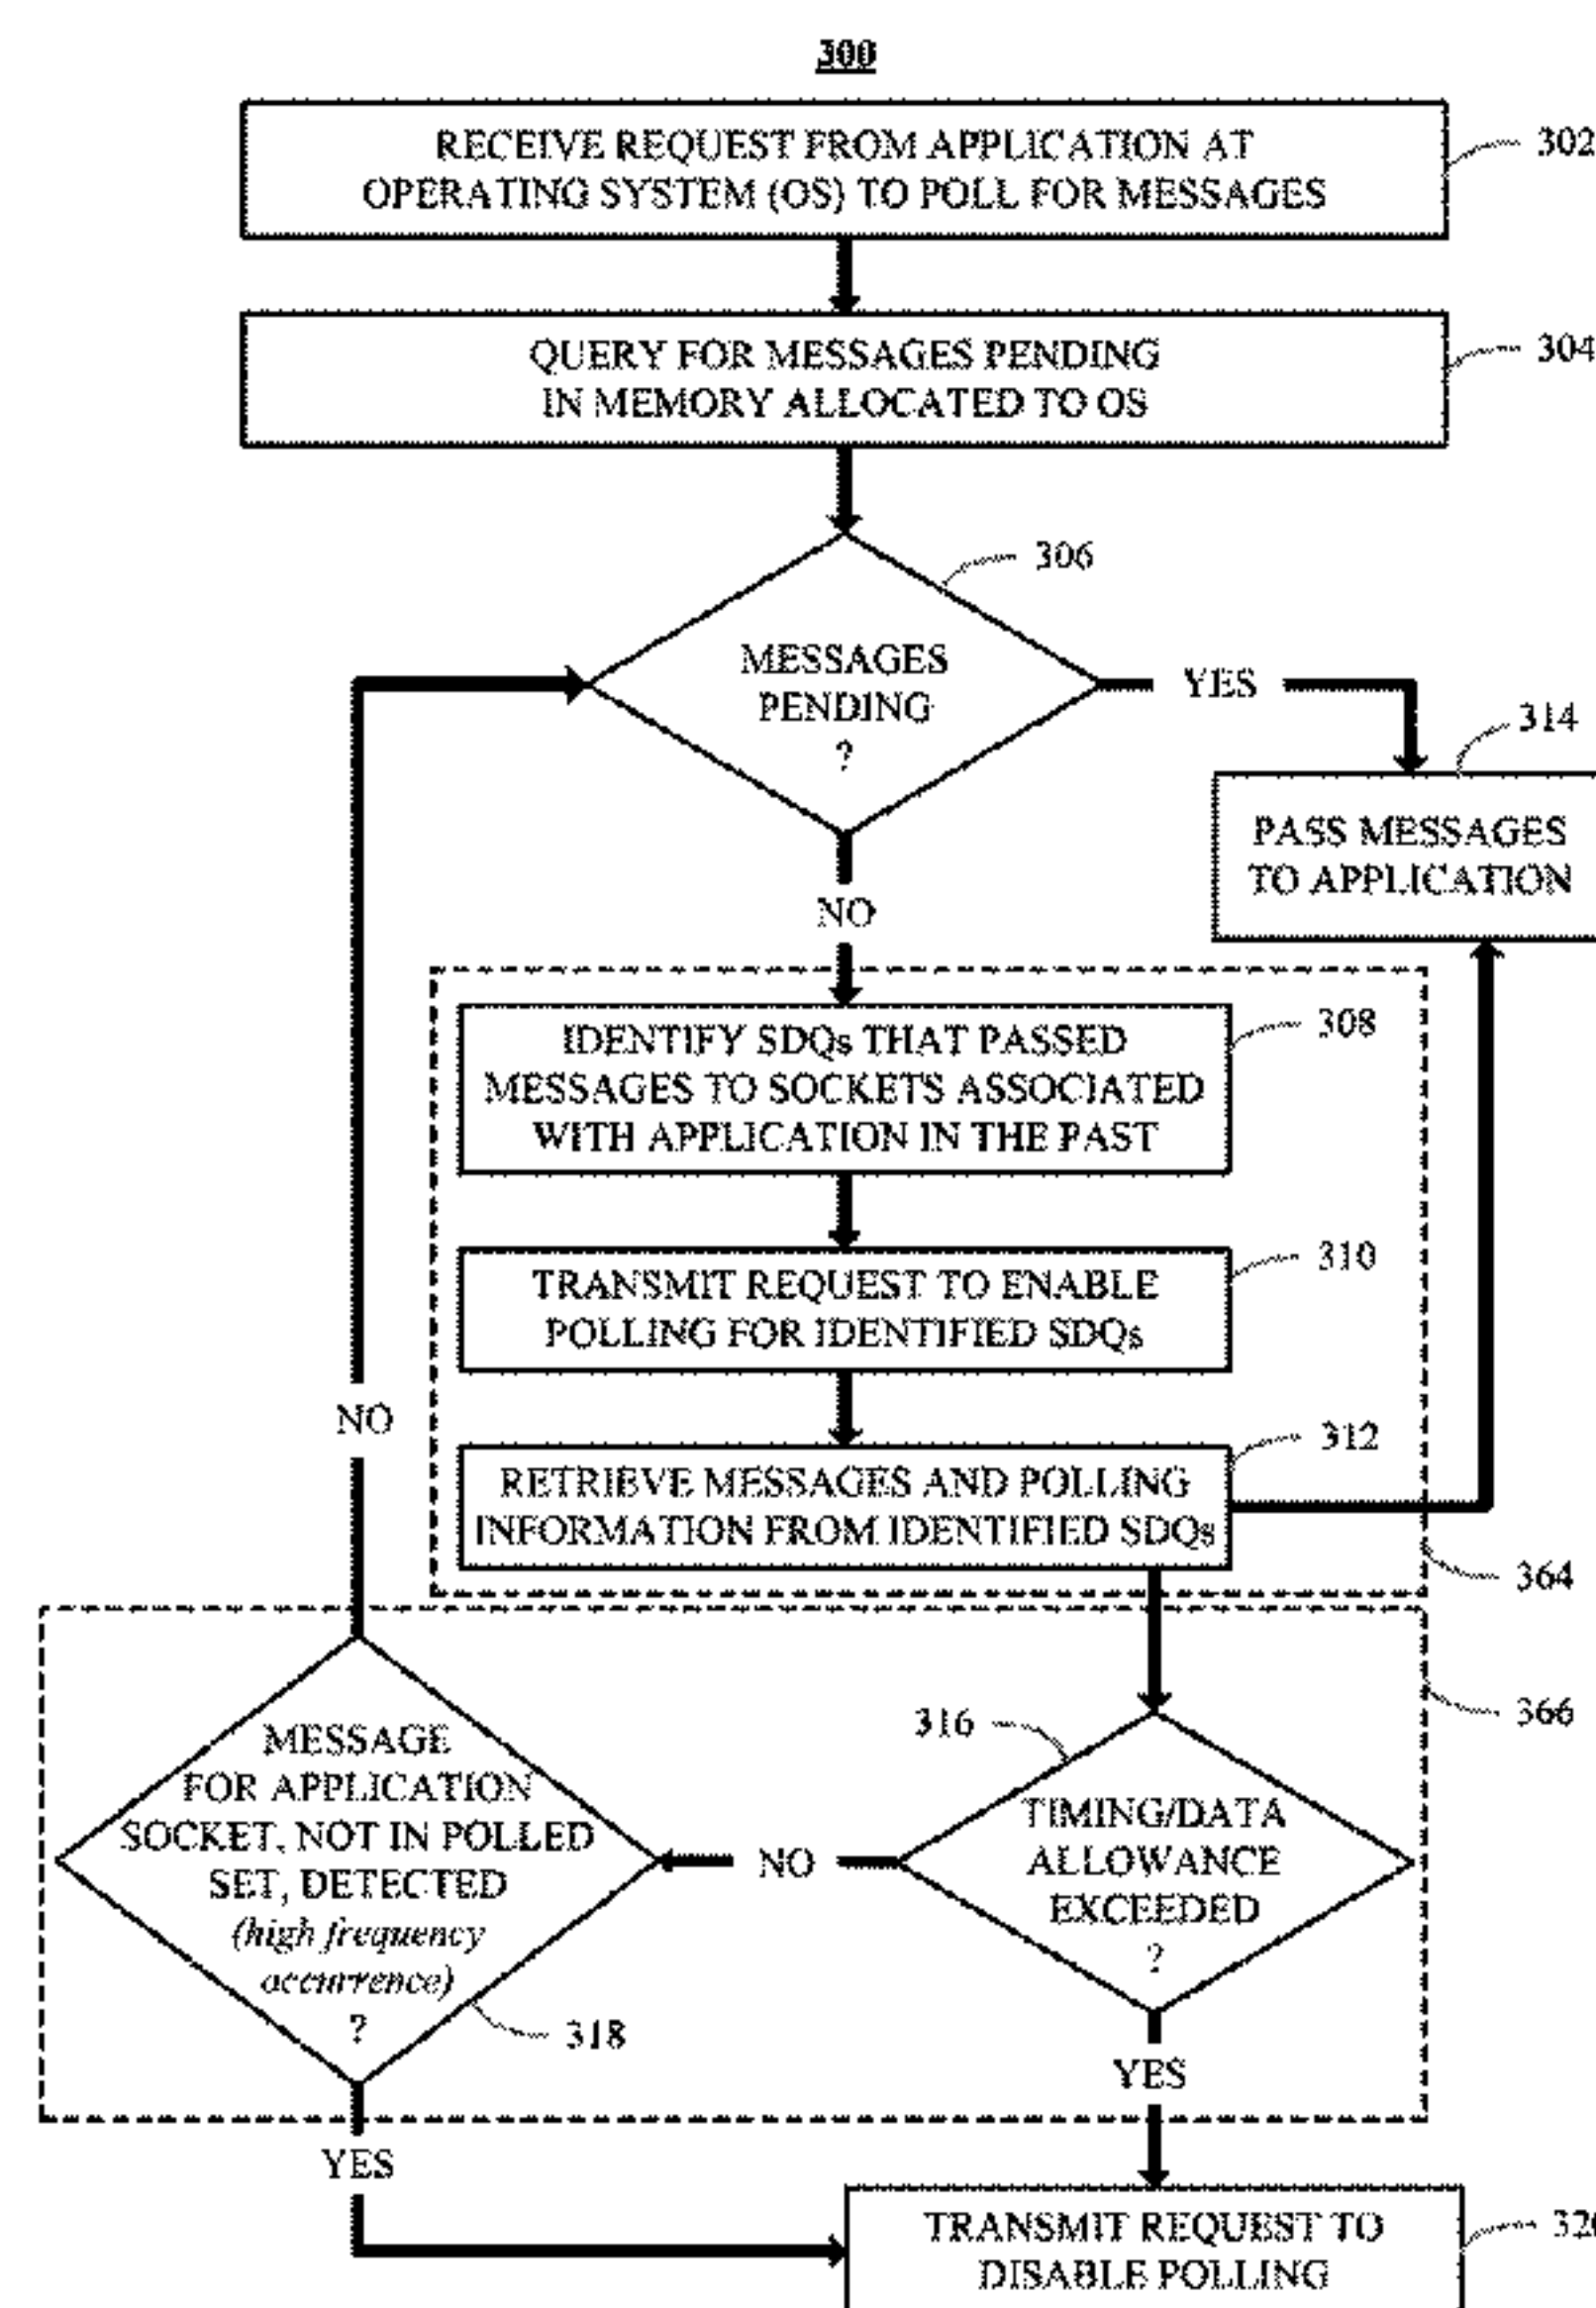 300
RECEIVE REQUEST FROM APPLICATION AT
OPERATING SYSTEM (OS) TO POLL FOR MESSAGES
302
QUERY FOR MESSAGES PENDING
IN MEMORY ALLOCATED TO OS
304
306
MESSAGES
PENDING
?
YES
314
PASS MESSAGES
TO APPLICATION
NO
IDENTIFY SDQs THAT PASSED
MESSAGES TO SOCKETS ASSOCIATED
WITH APPLICATION IN THE PAST
308
TRANSMIT REQUEST TO ENABLE
POLLING FOR IDENTIFIED SDQs
310
NO
RETRIEVE MESSAGES AND POLLING
INFORMATION FROM IDENTIFIED SDQs
312
364
366
316
MESSAGE
FOR APPLICATION
SOCKET, NOT IN POLLED
SET, DETECTED
(high frequency
occurrence)
?
318
NO
TIMING/DATA
ALLOWANCE
EXCEEDED
?
YES
YES
TRANSMIT REQUEST TO
DISABLE POLLING